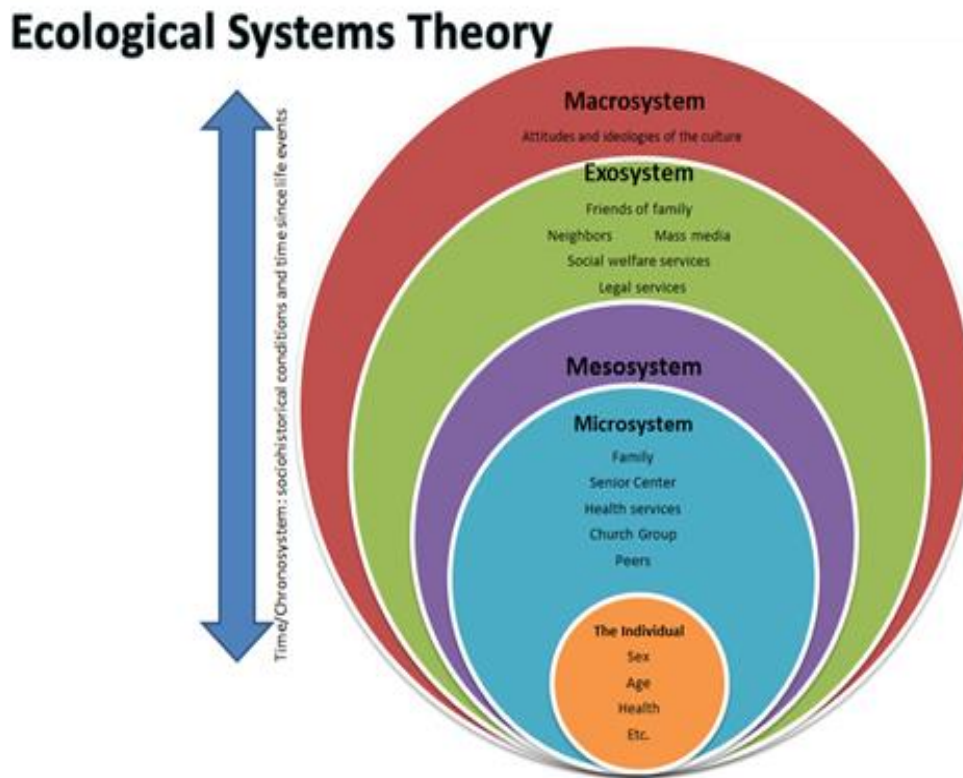 Ecological Systems Theory
Time/Chronosystem : sociohistorical conditions and time since life events
Macrosystem
Attitudes and ideologies of the culture
Exosystem
Friends of family
Neighbors Mass media
Social welfare services
Legal services
Mesosystem
Microsystem
Family
Senior Center
Health services
Church Group
Peers
The Individual
Sex
Age
Health
Etc.